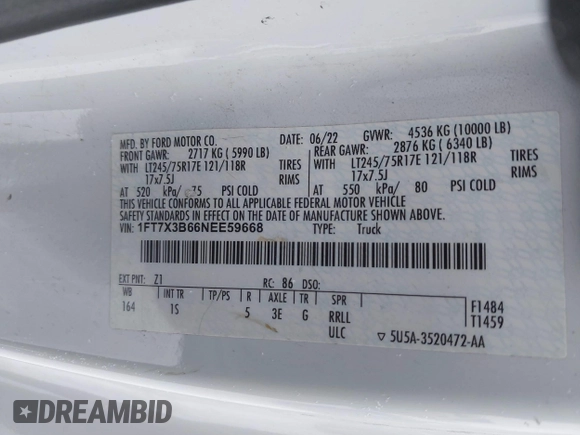 MFD. BY FORD MOTOR CO.
DATE: 06/22 GVWR: 4536 KG (10000 LB)
FRONT GAWR: 2717 KG ( 5990 LB)
REAR GAWR: 2876 KG ( 6340 LB)
WITH LT245/75R17E 121/118R TIRES
WITH LT245/75R17E 121/118R TIRES
17x7.5J RIMS
17x7.5J RIMS
AT 520 kPa/ 75 PSI COLD
AT 550 kPa/ 80 PSI COLD
THIS VEHICLE CONFORMS TO ALL APPLICABLE FEDERAL MOTOR VEHICLE
SAFETY STANDARDS IN EFFECT ON THE DATE OF MANUFACTURE SHOWN ABOVE.
VIN: 1FT7X3B66NEE59668 TYPE: Truck
EXT PNT: Z1 RC: 86 DSO:
WB INT TR TP/PS R AXLE TR SPR
164 1S 5 3E G RRLL
ULC
F1484
T1459
▽ 5U5A-3520472-AA
DREAMBID